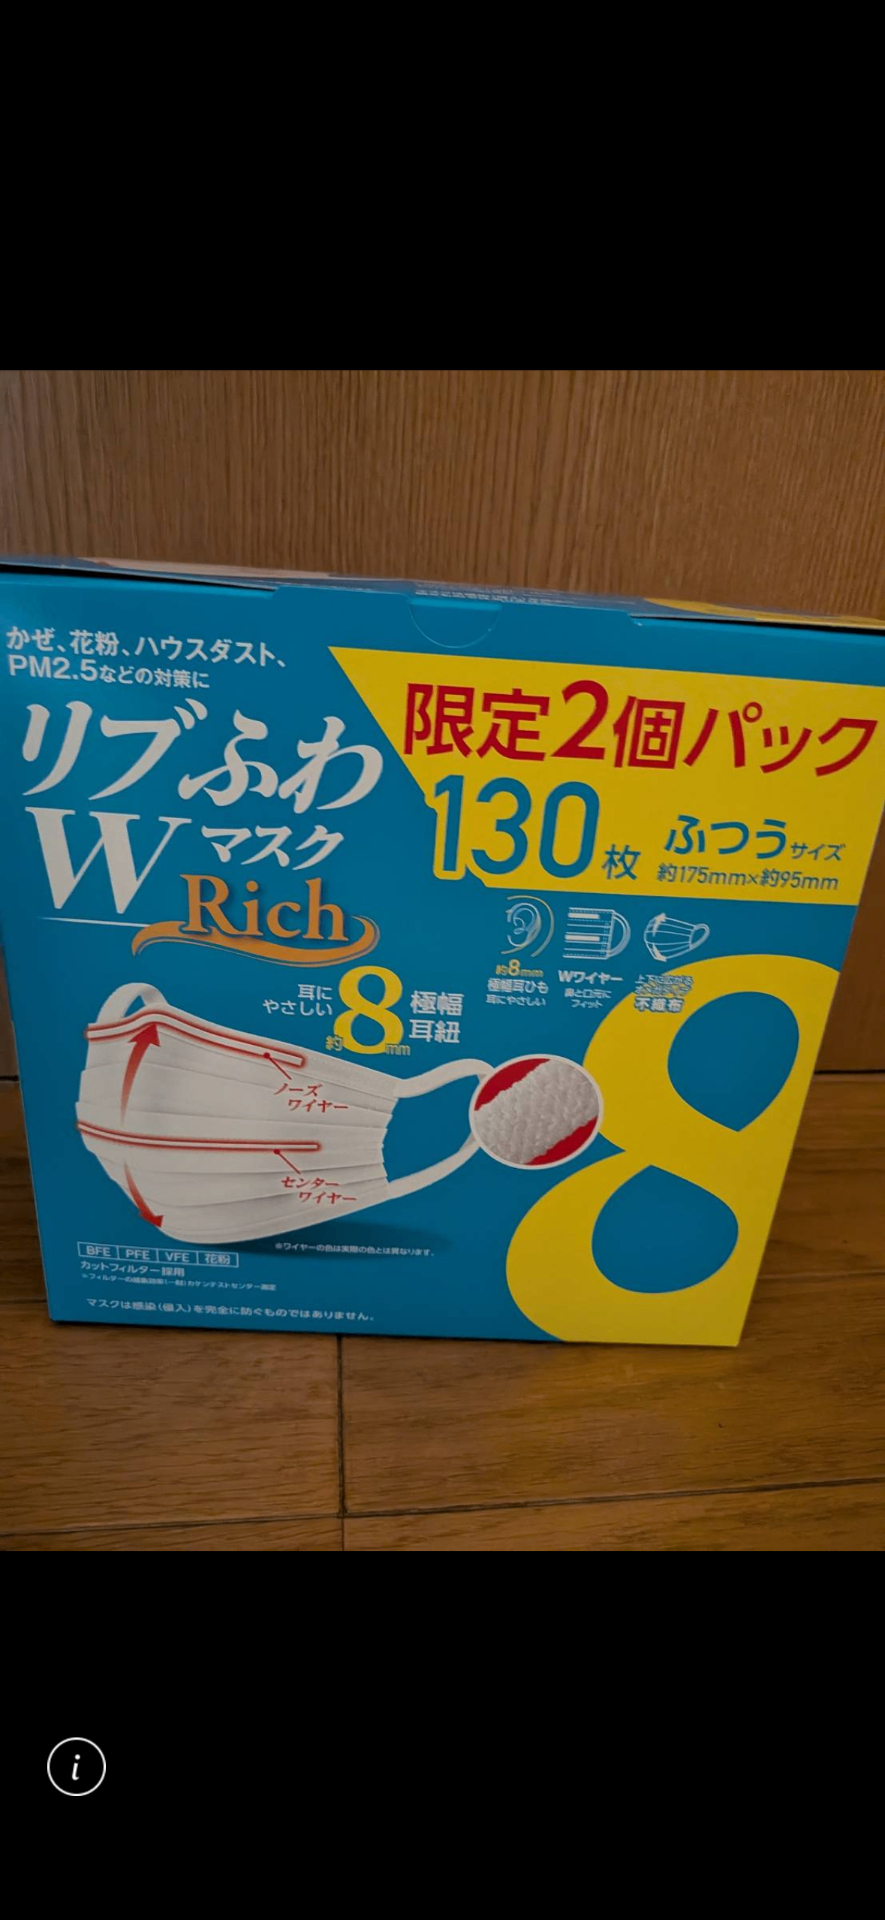 かぜ、花粉、ハウスダスト、
PM2.5などの対策に
リブふわ
W マスク
Rich
限定2個パック
130枚 ふつうサイズ
約175mm×約95mm
約8mm
極幅耳ひも
耳にやさしい
Wワイヤー
鼻と口元に
フィット
不織布
耳に
やさしい
約8mm
極幅
耳紐
ノーズ
ワイヤー
センター
ワイヤー
※ワイヤーの色は実際の色とは異なります。
BFE PFE VFE 花粉
カットフィルター採用
マスクは感染(侵入)を完全に防ぐものではありません。
8
i